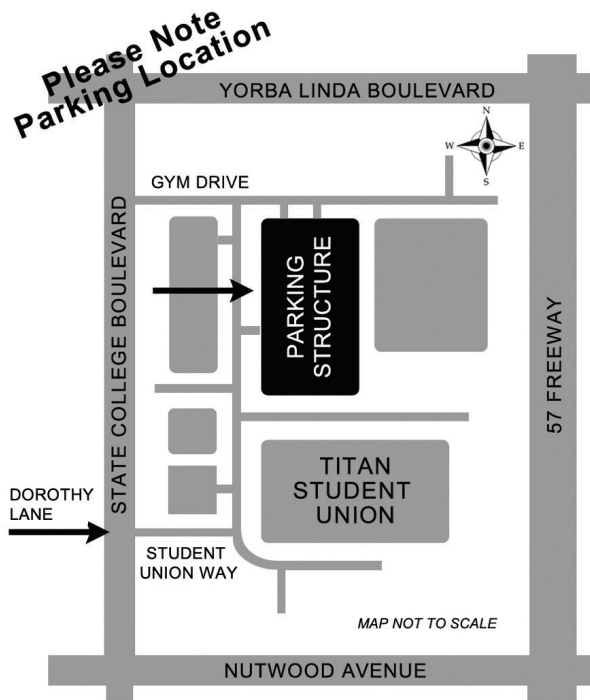 Please Note
Parking Location
YORBA LINDA BOULEVARD
N
W
E
S
GYM DRIVE
STATE COLLEGE BOULEVARD
PARKING
STRUCTURE
57 FREEWAY
TITAN
STUDENT
UNION
DOROTHY
LANE
STUDENT
UNION WAY
MAP NOT TO SCALE
NUTWOOD AVENUE